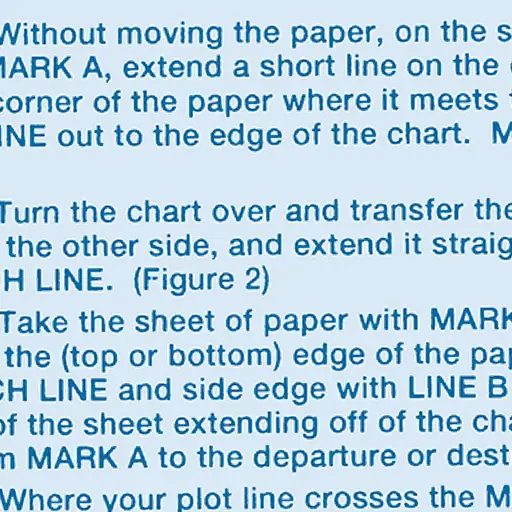 Without moving the paper, on the s
MARK A, extend a short line on the
corner of the paper where it meets
INE out to the edge of the chart. M
Turn the chart over and transfer the
the other side, and extend it straig
H LINE. (Figure 2)
Take the sheet of paper with MARK
the (top or bottom) edge of the pap
CH LINE and side edge with LINE B
of the sheet extending off of the cha
m MARK A to the departure or dest
Where your plot line crosses the M